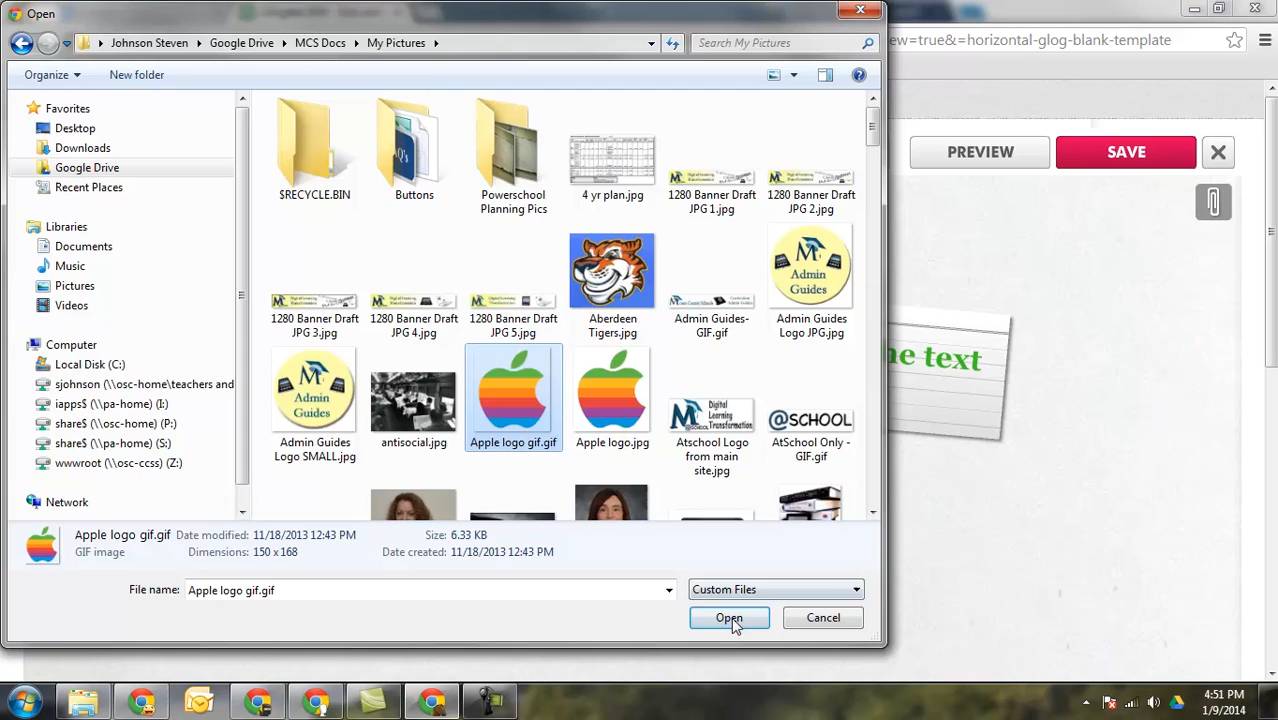 Open
Johnson Steven
Google Drive
MCS Docs
My Pictures
Search My Pictures
ew=true&=horizontal-glog-blank-template
Organize
New folder
PREVIEW
SAVE
Favorites
Desktop
Downloads
Google Drive
Recent Places
Libraries
Documents
Music
Pictures
Videos
Computer
Local Disk (C:)
sjohnson (\\osc-home\teachers and
iapps$ (\\pa-home) (I:)
share$ (\\pa-home) (P:)
share$ (\\pa-home) (S:)
wwwroot (\\osc-ccss) (Z:)
Network
$RECYCLE.BIN
Buttons
Powerschool
Planning Pics
4 yr plan.jpg
1280 Banner Draft
JPG 1.jpg
1280 Banner Draft
JPG 2.jpg
1280 Banner Draft
JPG 3.jpg
1280 Banner Draft
JPG 4.jpg
1280 Banner Draft
JPG 5.jpg
Aberdeen
Tigers.jpg
Admin Guides-
GIF.gif
Admin
Guides
Admin Guides
Logo JPG.jpg
Admin
Guides
Admin Guides
Logo SMALL.jpg
antisocial.jpg
Apple logo gif.gif
Apple logo.jpg
Digital
Learning
Transformation
Atschool Logo
from main
site.jpg
@SCHOOL
AtSchool Only -
GIF.gif
ne text
Apple logo gif.gif
Date modified: 11/18/2013 12:43 PM
Size: 6.33 KB
GIF image
Dimensions: 150 x 168
Date created: 11/18/2013 12:43 PM
File name:
Apple logo gif.gif
Custom Files
Open
Cancel
4:51 PM
1/9/2014